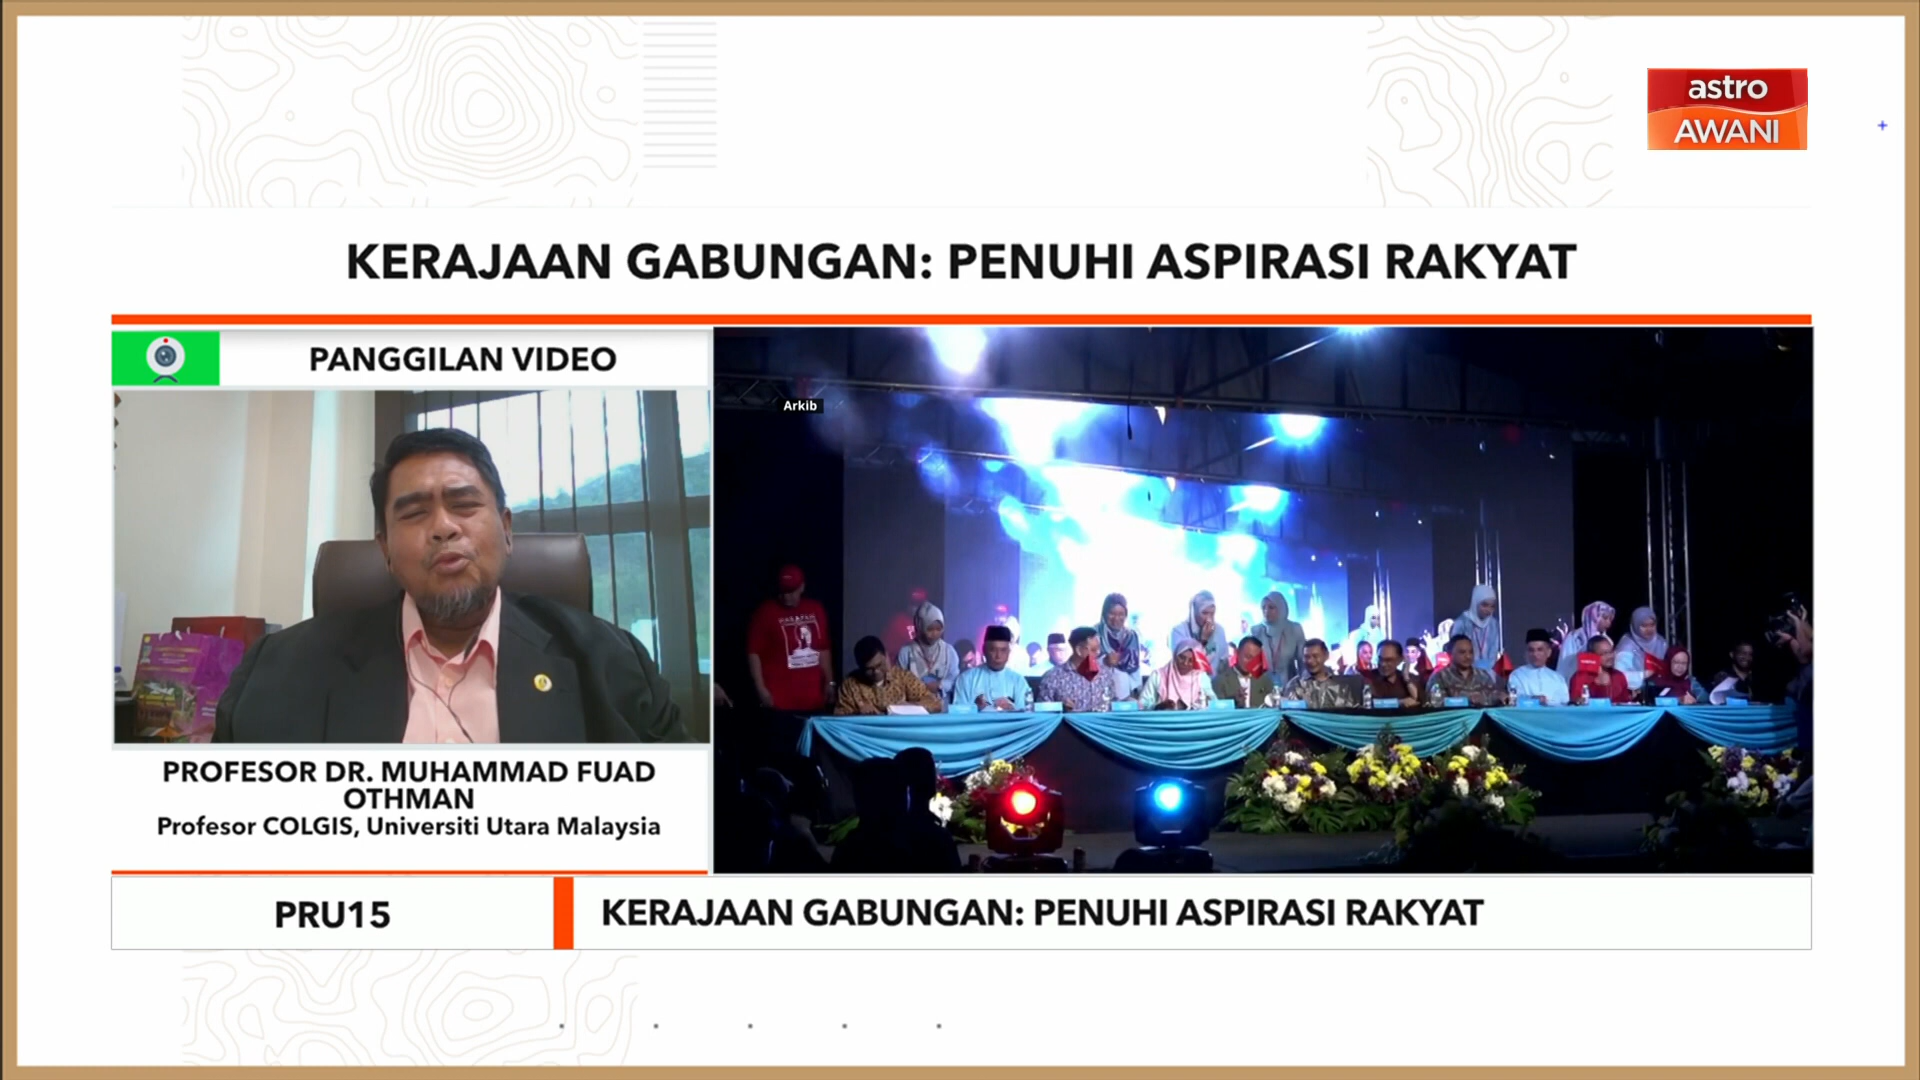 astro
AWANI
KERAJAAN GABUNGAN: PENUHI ASPIRASI RAKYAT
PANGGILAN VIDEO
Arkib
PROFESOR DR. MUHAMMAD FUAD
OTHMAN
Profesor COLGIS, Universiti Utara Malaysia
PRU15
KERAJAAN GABUNGAN: PENUHI ASPIRASI RAKYAT